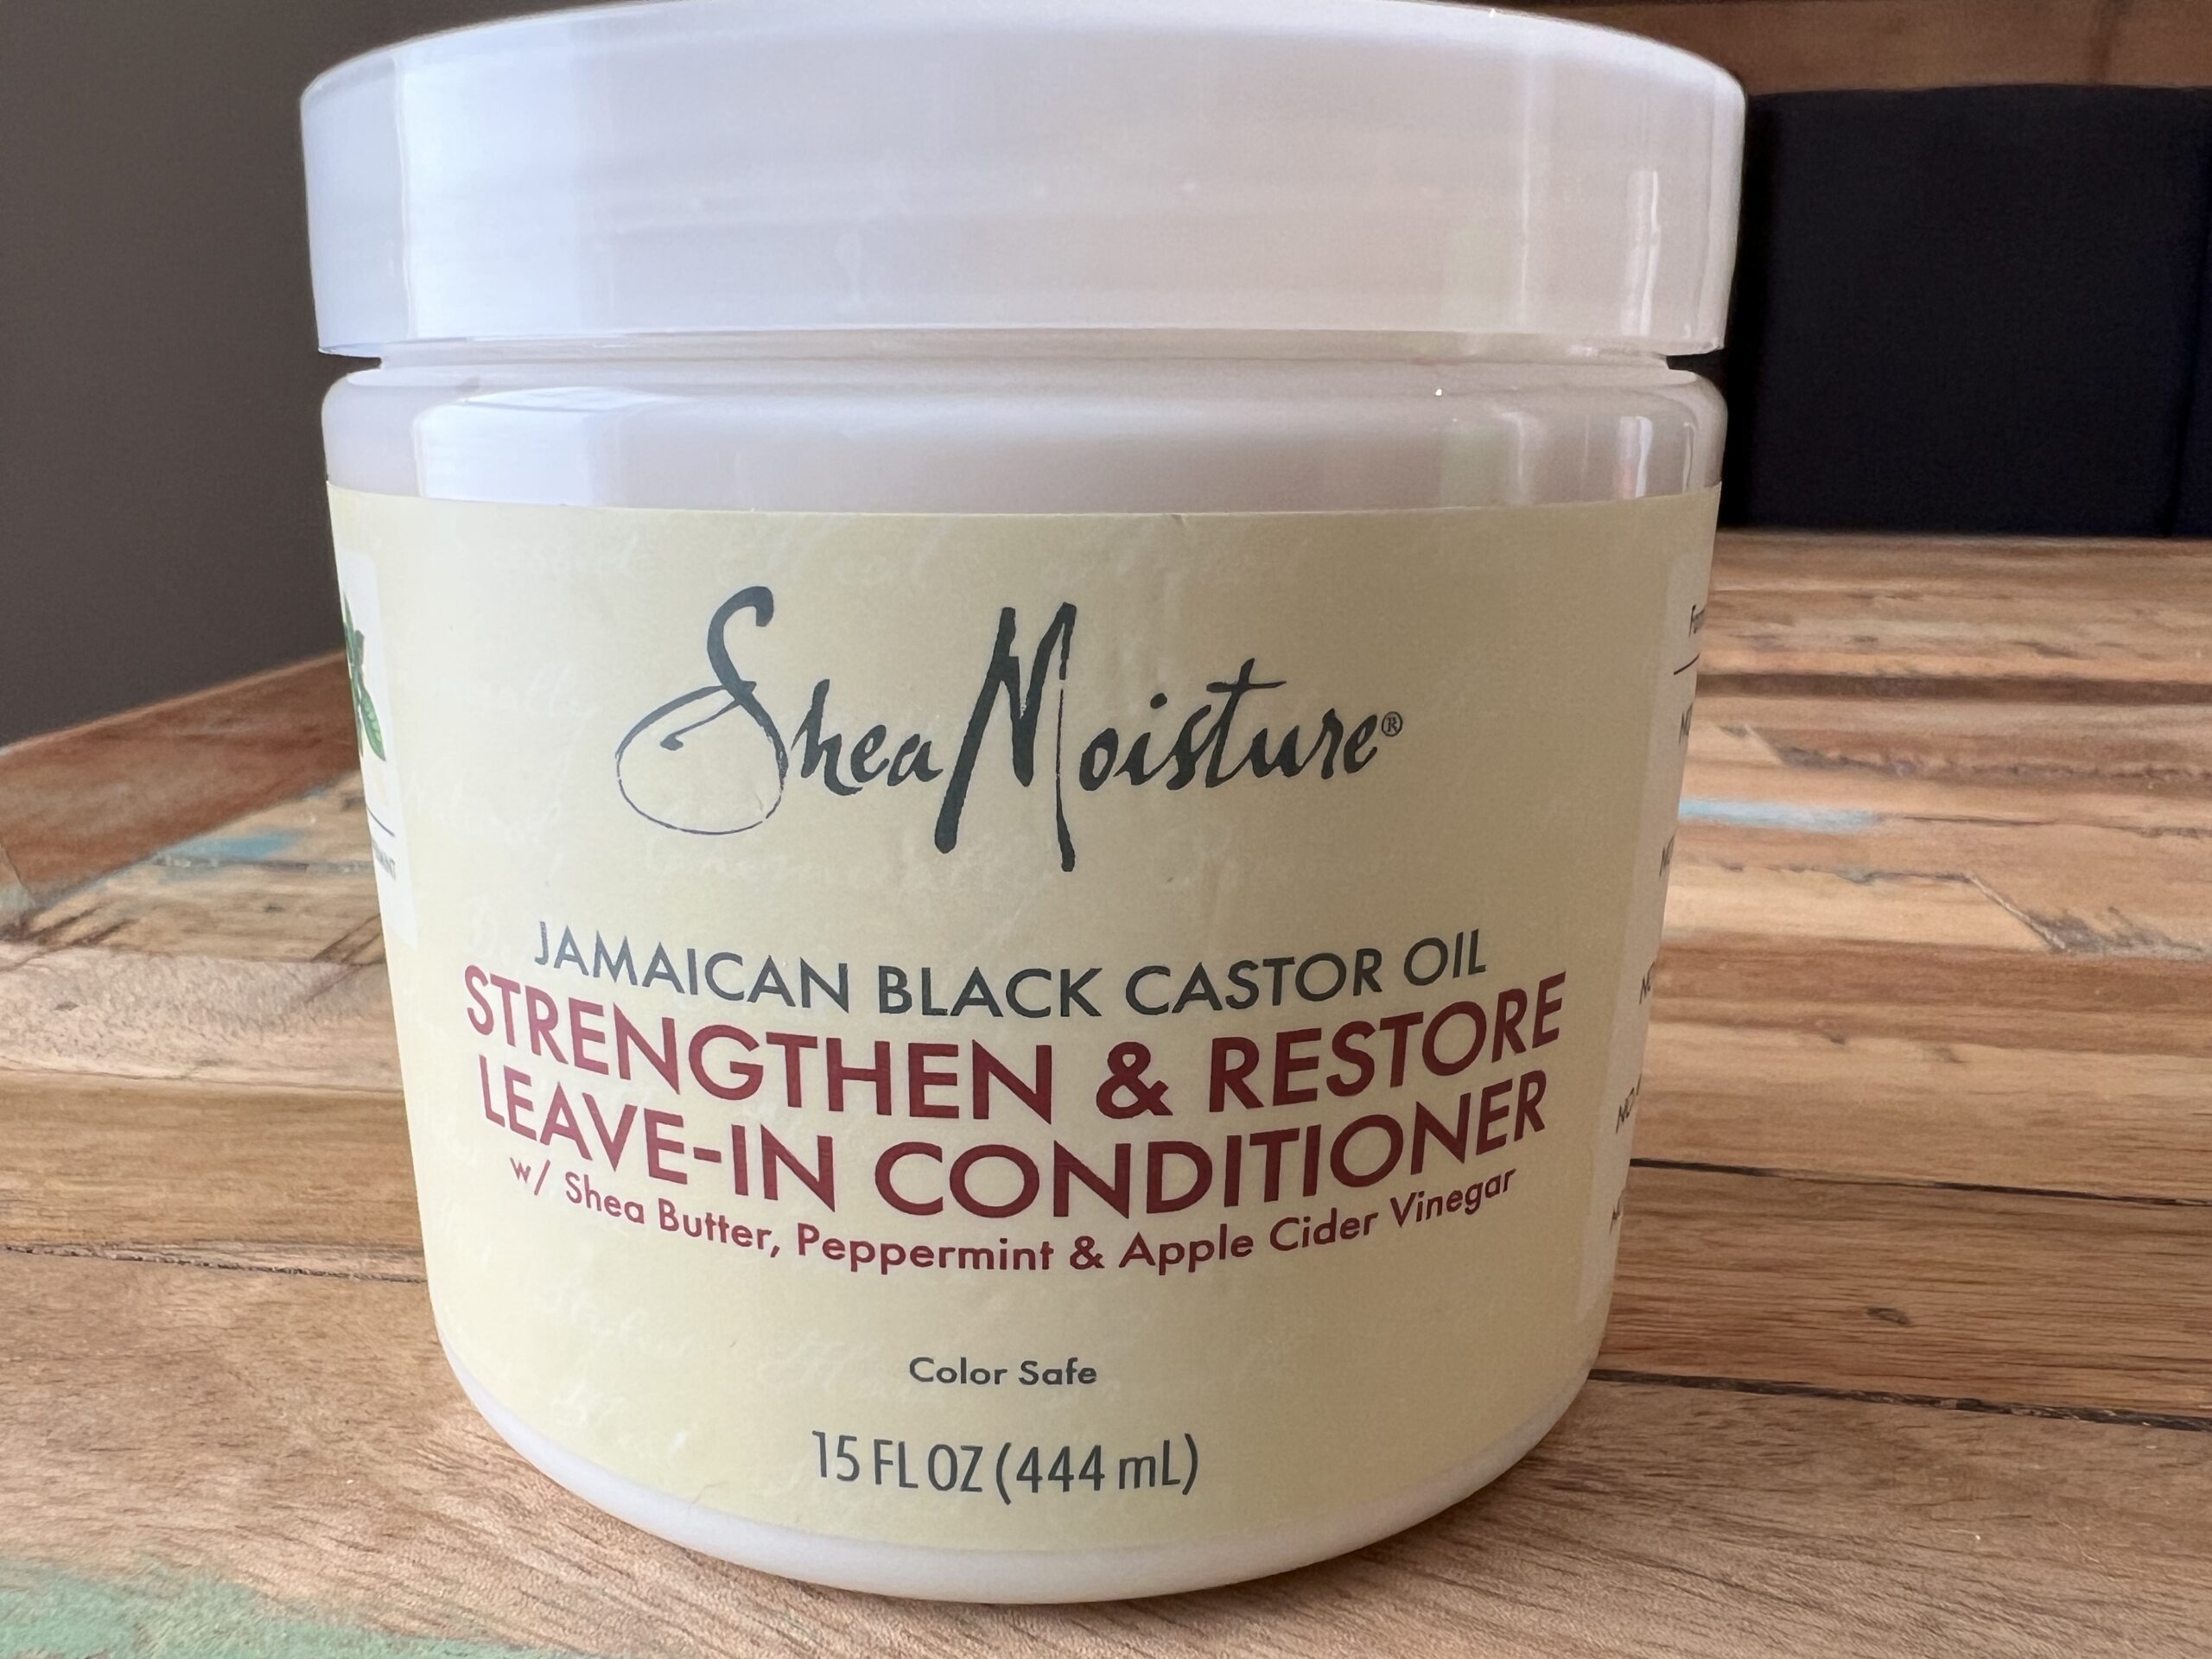 SheaMoisture®
JAMAICAN BLACK CASTOR OIL
STRENGTHEN & RESTORE
LEAVE-IN CONDITIONER
w/ Shea Butter, Peppermint & Apple Cider Vinegar
Color Safe
15 FL OZ (444 mL)